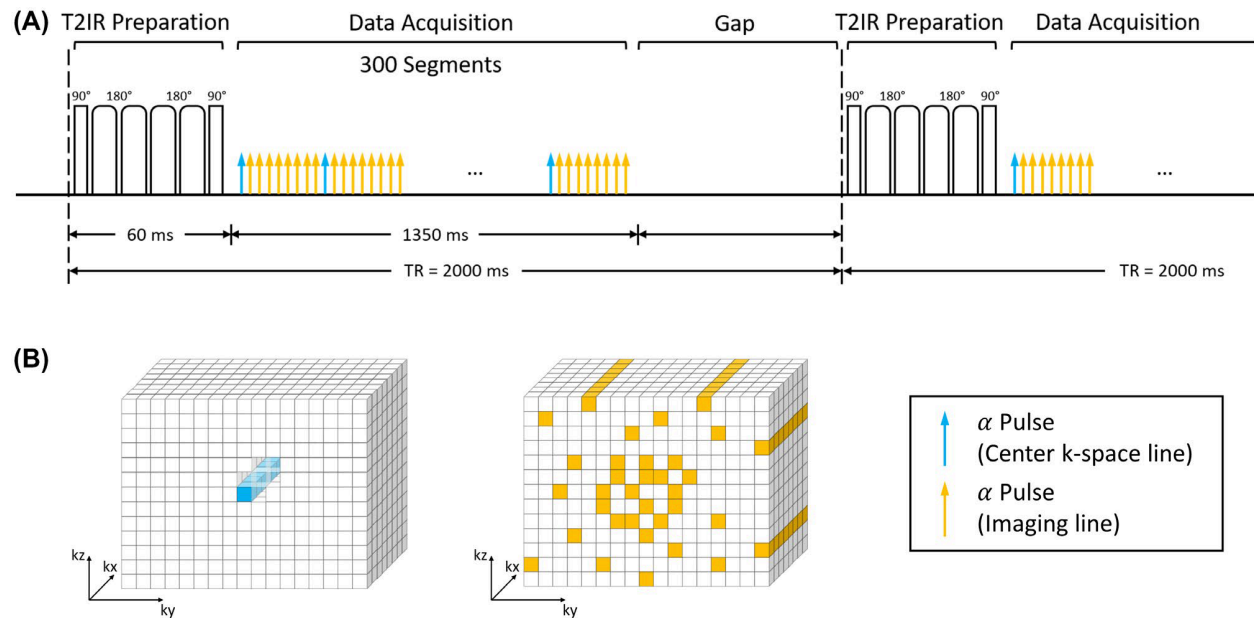 (A)
T2IR Preparation
Data Acquisition
Gap
T2IR Preparation
Data Acquisition
300 Segments
90° 180° 180° 90°
90° 180° 180° 90°
...
...
60 ms
1350 ms
TR = 2000 ms
TR = 2000 ms
(B)
kz
kx
ky
kz
kx
ky
α Pulse
(Center k-space line)
α Pulse
(Imaging line)